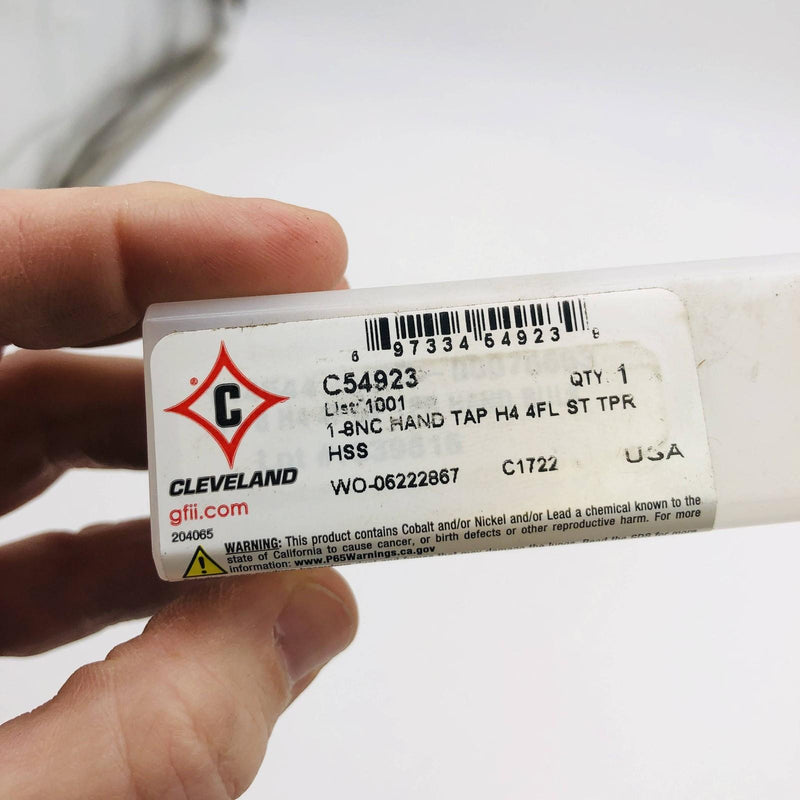 6 97334 54923 8
C54923
QTY. 1
List 1001
1-8NC HAND TAP H4 4FL ST TPR
HSS
WO-06222867
C1722
USA
® C
CLEVELAND
gfii.com
204065
WARNING: This product contains Cobalt and/or Nickel and/or Lead a chemical known to the
state of California to cause cancer, or birth defects or other reproductive harm. For more
information: www.P65Warnings.ca.gov